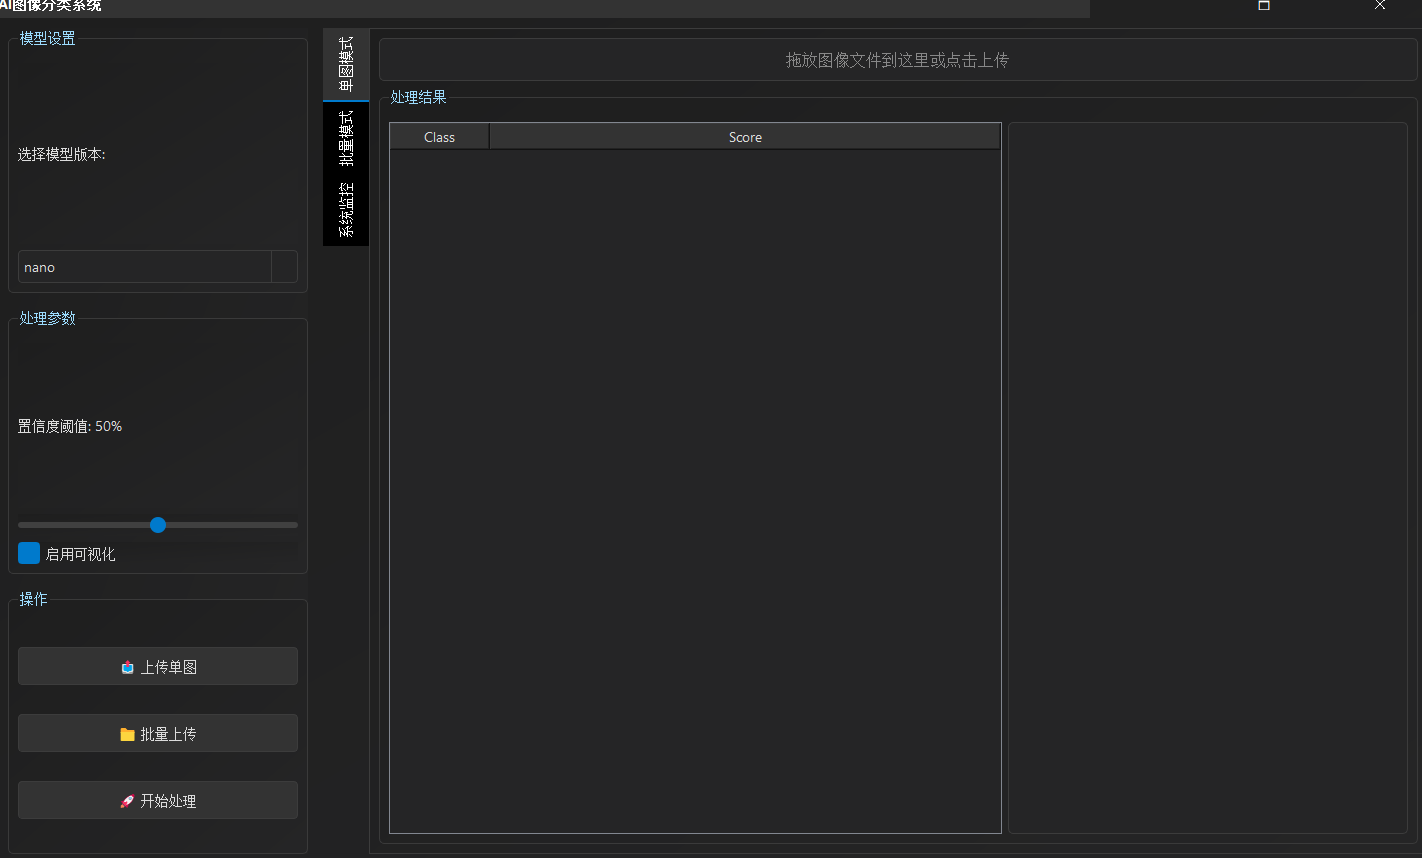 AI图像分类系统
模型设置
选择模型版本:
nano
处理参数
置信度阈值: 50%
启用可视化
操作
上传单图
批量上传
开始处理
单图模式
批量模式
系统监控
拖放图像文件到这里或点击上传
处理结果
Class
Score